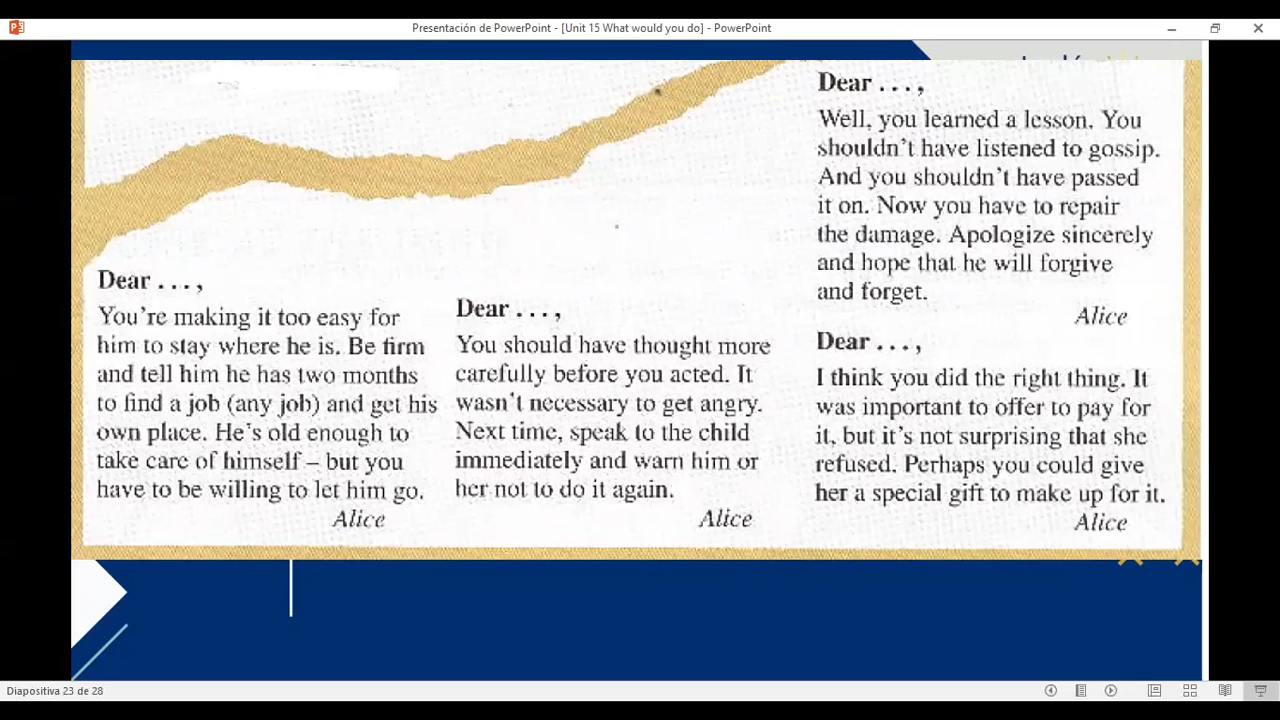 Presentación de PowerPoint - [Unit 15 What would you do] - PowerPoint
Dear . . . ,
You're making it too easy for
him to stay where he is. Be firm
and tell him he has two months
to find a job (any job) and get his
own place. He's old enough to
take care of himself – but you
have to be willing to let him go.
Alice
Dear . . . ,
You should have thought more
carefully before you acted. It
wasn't necessary to get angry.
Next time, speak to the child
immediately and warn him or
her not to do it again.
Alice
Dear . . . ,
Well, you learned a lesson. You
shouldn't have listened to gossip.
And you shouldn't have passed
it on. Now you have to repair
the damage. Apologize sincerely
and hope that he will forgive
and forget.
Alice
Dear . . . ,
I think you did the right thing. It
was important to offer to pay for
it, but it's not surprising that she
refused. Perhaps you could give
her a special gift to make up for it.
Alice
Diapositiva 23 de 28